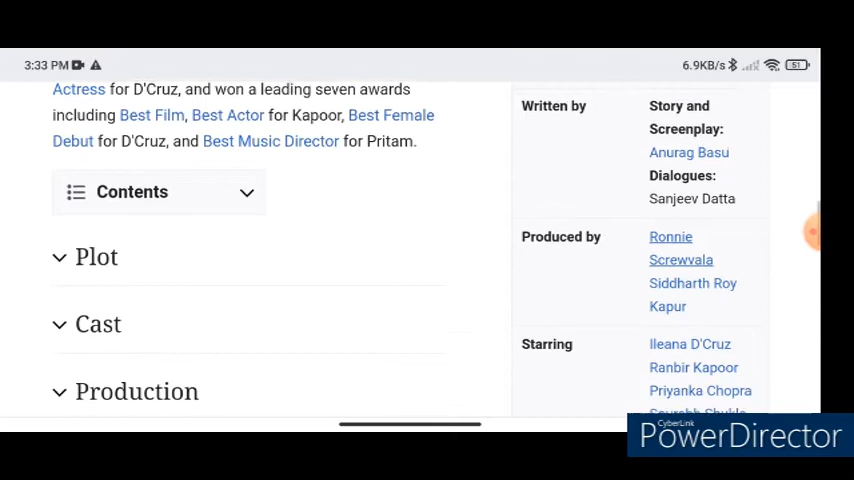 3:33 PM
6.9KB/s
51
Actress for D'Cruz, and won a leading seven awards
including Best Film, Best Actor for Kapoor, Best Female
Debut for D'Cruz, and Best Music Director for Pritam.
Contents
Plot
Cast
Production
Written by
Story and
Screenplay:
Anurag Basu
Dialogues:
Sanjeev Datta
Produced by
Ronnie
Screwvala
Siddharth Roy
Kapur
Starring
Ileana D'Cruz
Ranbir Kapoor
Priyanka Chopra
Saurabh Shukla
CyberLink
PowerDirector